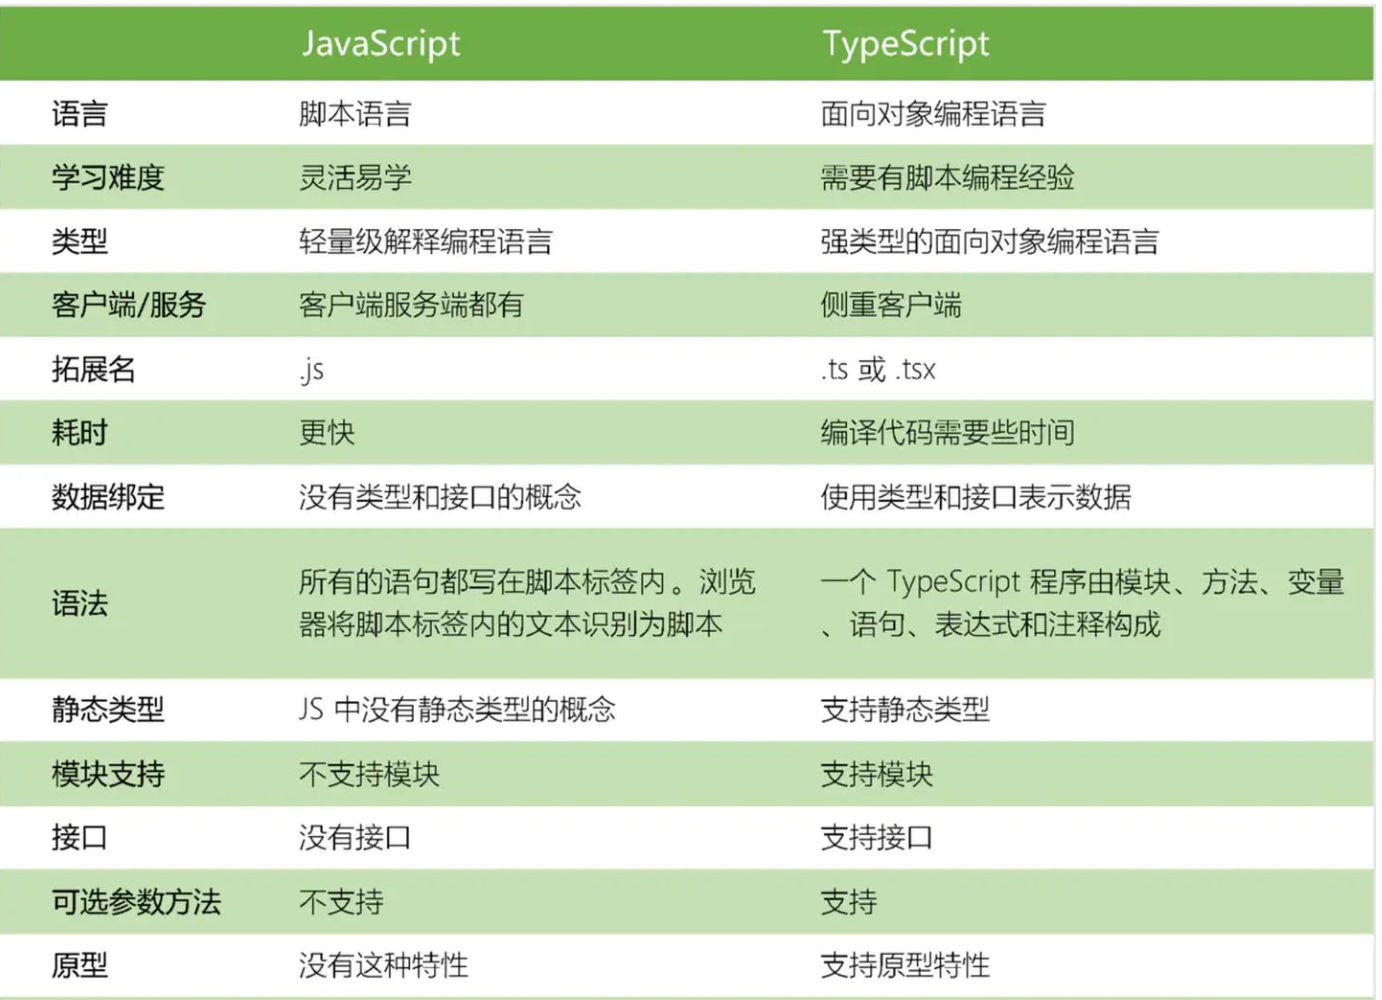 JavaScript TypeScript
语言 脚本语言 面向对象编程语言
学习难度 灵活易学 需要有脚本编程经验
类型 轻量级解释编程语言 强类型的面向对象编程语言
客户端/服务 客户端服务端都有 侧重客户端
拓展名 .js .ts 或 .tsx
耗时 更快 编译代码需要些时间
数据绑定 没有类型和接口的概念 使用类型和接口表示数据
语法 所有的语句都写在脚本标签内。浏览
器将脚本标签内的文本识别为脚本
一个 TypeScript 程序由模块、方法、变量
、语句、表达式和注释构成
静态类型 JS 中没有静态类型的概念 支持静态类型
模块支持 不支持模块 支持模块
接口 没有接口 支持接口
可选参数方法 不支持 支持
原型 没有这种特性 支持原型特性